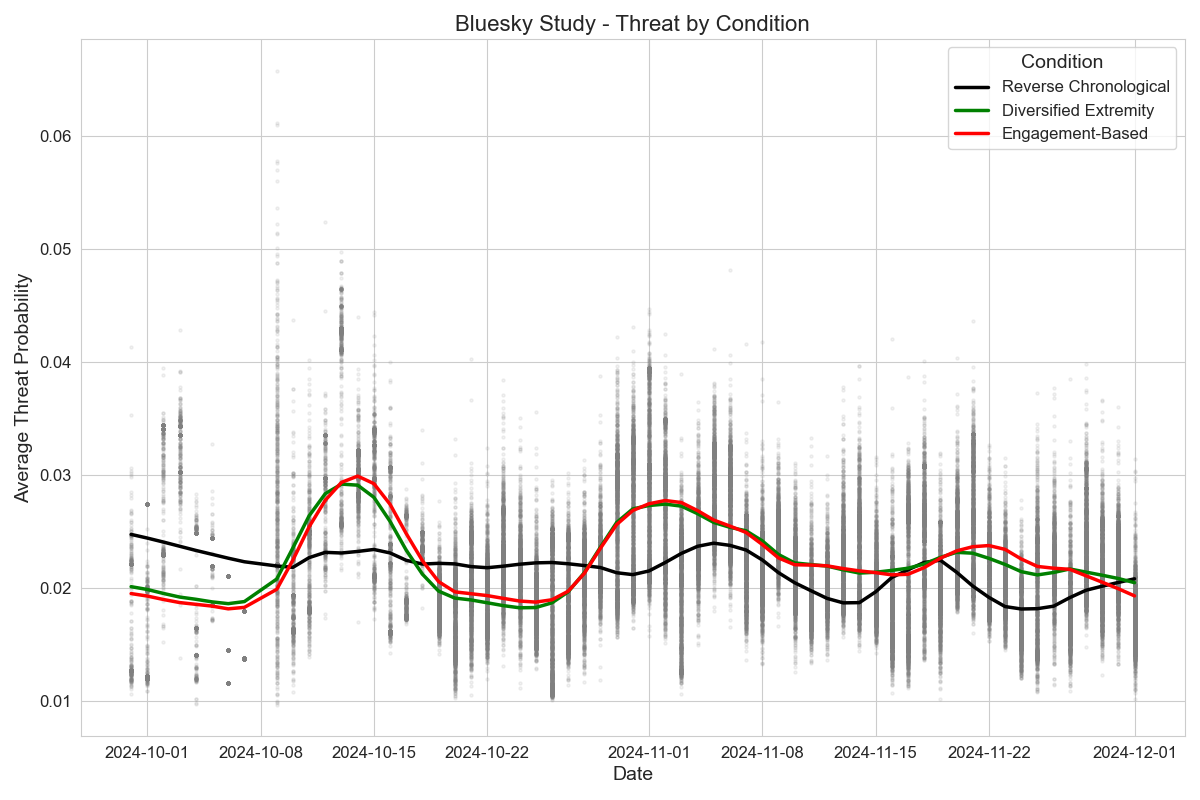 Bluesky Study - Threat by Condition
Condition
Reverse Chronological
Diversified Extremity
Engagement-Based
Average Threat Probability
0.06
0.05
0.04
0.03
0.02
0.01
2024-10-01
2024-10-08
2024-10-15
2024-10-22
2024-11-01
2024-11-08
2024-11-15
2024-11-22
2024-12-01
Date